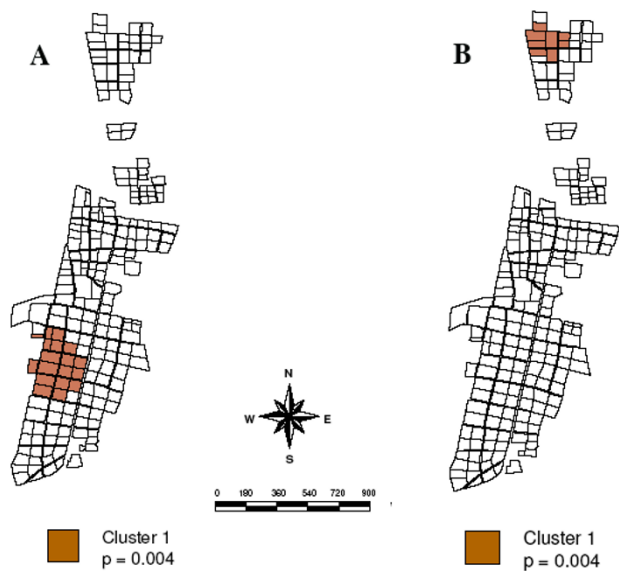 A
B
N
W E
S
0 180 360 540 720 900
Cluster 1
p = 0.004
Cluster 1
p = 0.004